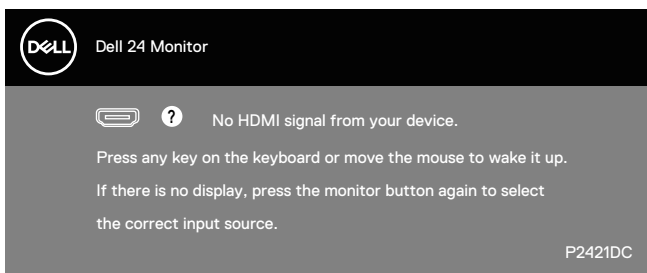 DELL
Dell 24 Monitor
? No HDMI signal from your device.
Press any key on the keyboard or move the mouse to wake it up.
If there is no display, press the monitor button again to select
the correct input source.
P2421DC